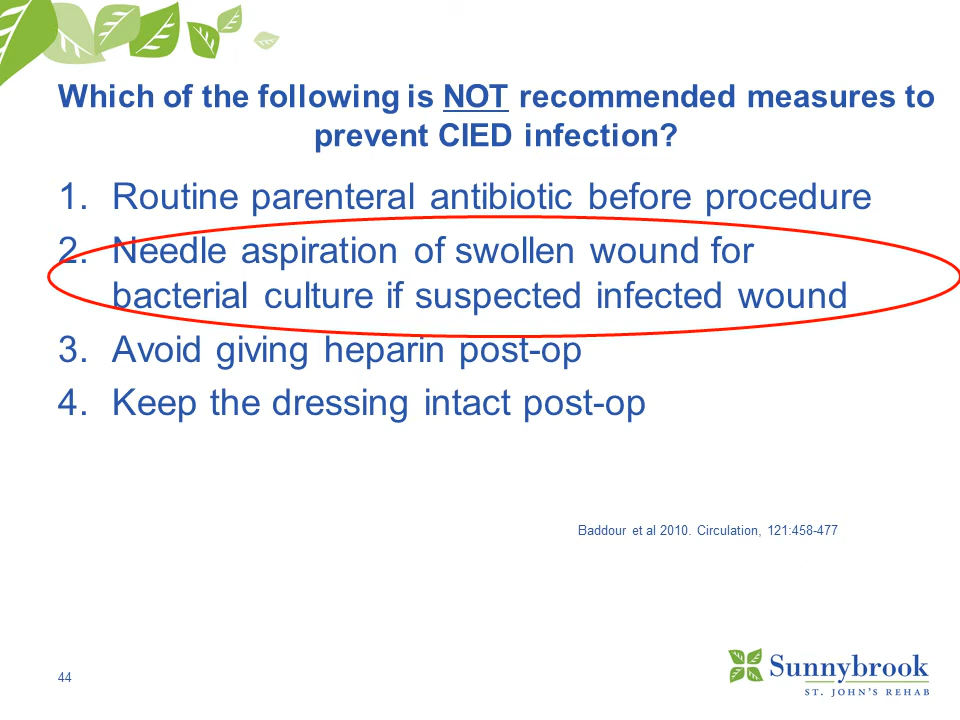 Which of the following is NOT recommended measures to
prevent CIED infection?
1. Routine parenteral antibiotic before procedure
2. Needle aspiration of swollen wound for
bacterial culture if suspected infected wound
3. Avoid giving heparin post-op
4. Keep the dressing intact post-op
Baddour et al 2010. Circulation, 121:458-477
44
Sunnybrook
ST. JOHN'S REHAB